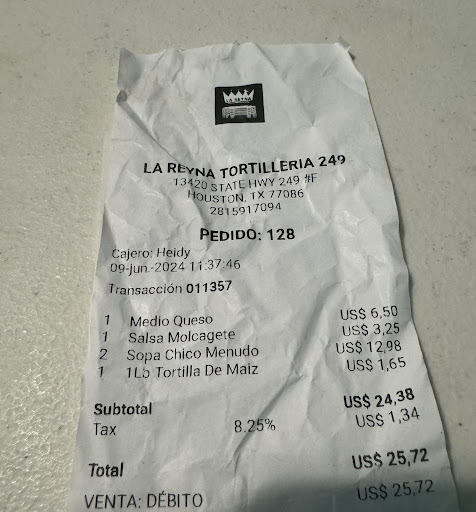 LA REYNA
LA REYNA TORTILLERIA 249
13420 STATE HWY 249 #F
HOUSTON, TX 77086
2815917094
PEDIDO: 128
Cajero: Heidy
09-jun.-2024 11:37:46
Transacción 011357
1 Medio Queso US$ 6,50
1 Salsa Molcagete US$ 3,25
2 Sopa Chico Menudo US$ 12,98
1 1Lb Tortilla De Maiz US$ 1,65
Subtotal US$ 24,38
Tax 8.25% US$ 1,34
Total US$ 25,72
VENTA: DÉBITO US$ 25,72